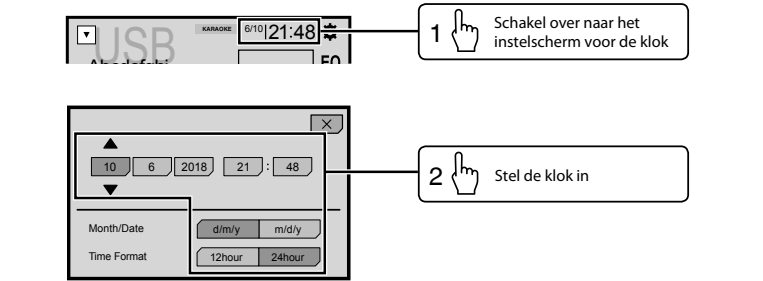 USB
KARAOKE
6/10 21:48
1 Schakel over naar het
instelscherm voor de klok
10 6 2018 21 : 48
2 Stel de klok in
Month/Date d/m/y m/d/y
Time Format 12hour 24hour